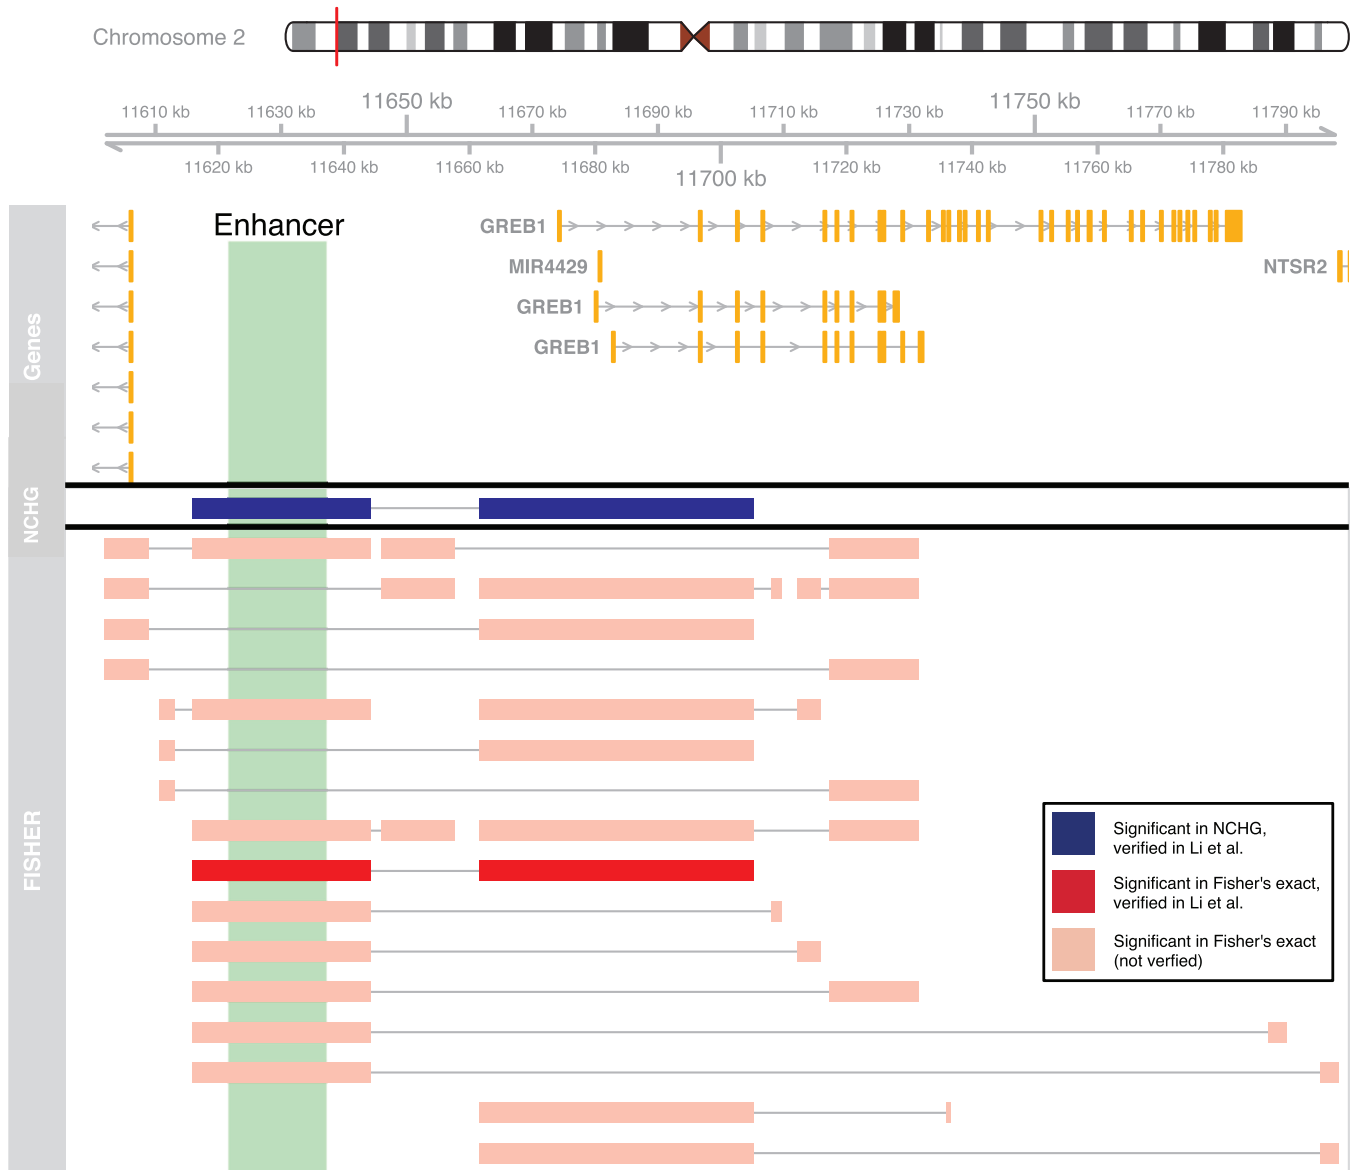 Chromosome 2
11650 kb
11750 kb
11610 kb
11630 kb
11670 kb
11690 kb
11710 kb
11730 kb
11770 kb
11790 kb
11620 kb
11640 kb
11660 kb
11680 kb
11700 kb
11720 kb
11740 kb
11760 kb
11780 kb
Enhancer
GREB1
MIR4429
NTSR2
GREB1
GREB1
Genes
NCHG
FISHER
Significant in NCHG,
verified in Li et al.
Significant in Fisher's exact,
verified in Li et al.
Significant in Fisher's exact
(not verfied)